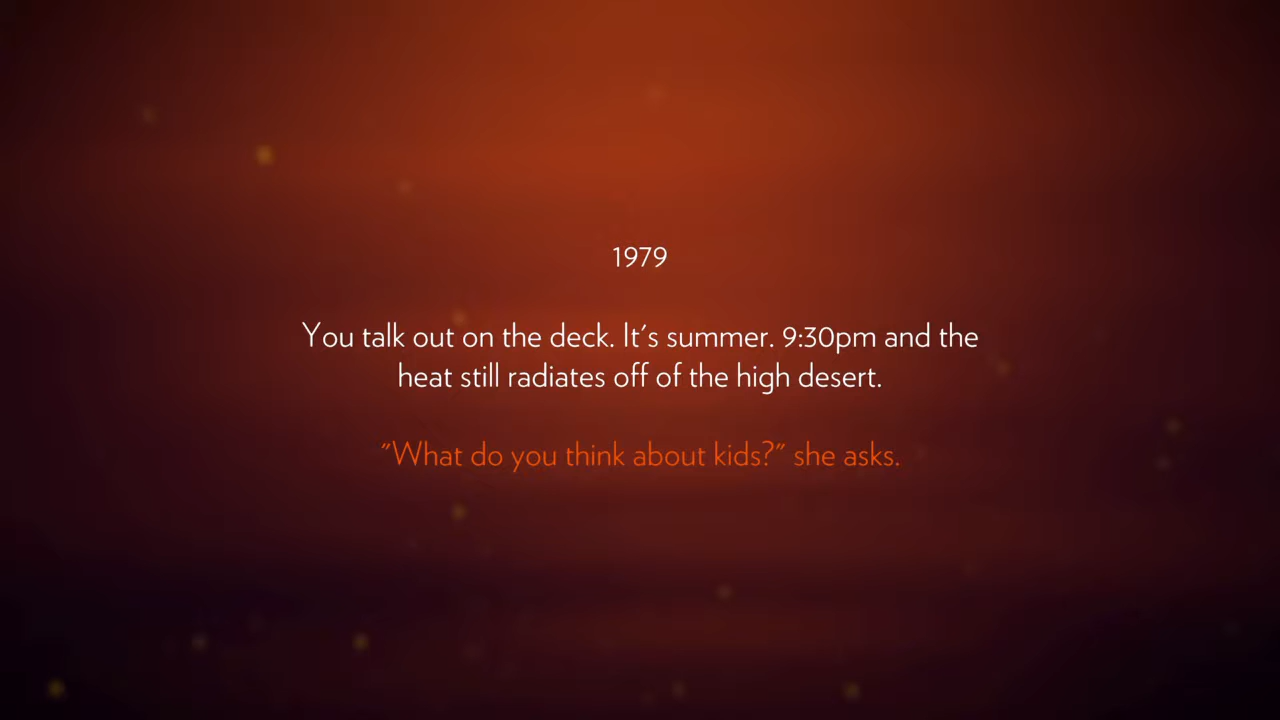 1979
You talk out on the deck. It's summer. 9:30pm and the
heat still radiates off of the high desert.
"What do you think about kids?" she asks.